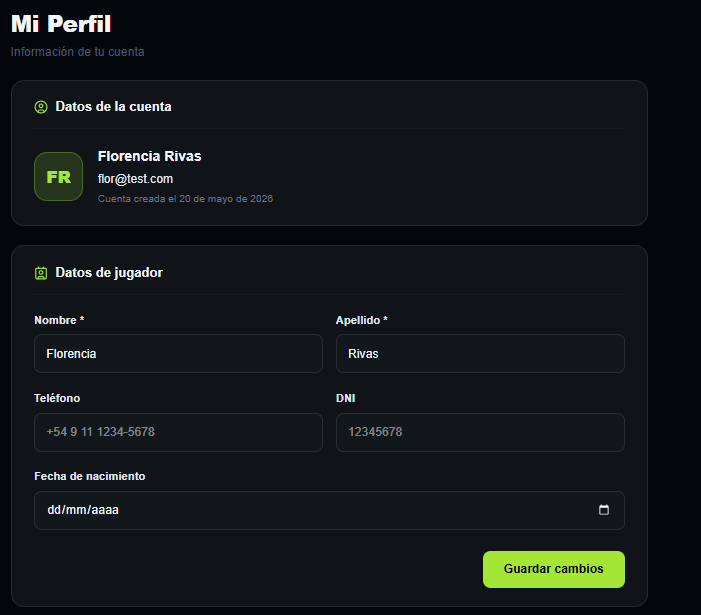 Mi Perfil
Información de tu cuenta
Datos de la cuenta
FR
Florencia Rivas
flor@test.com
Cuenta creada el 20 de mayo de 2026
Datos de jugador
Nombre * Apellido *
Florencia Rivas
Teléfono DNI
+54 9 11 1234-5678 12345678
Fecha de nacimiento
dd/mm/aaaa
Guardar cambios